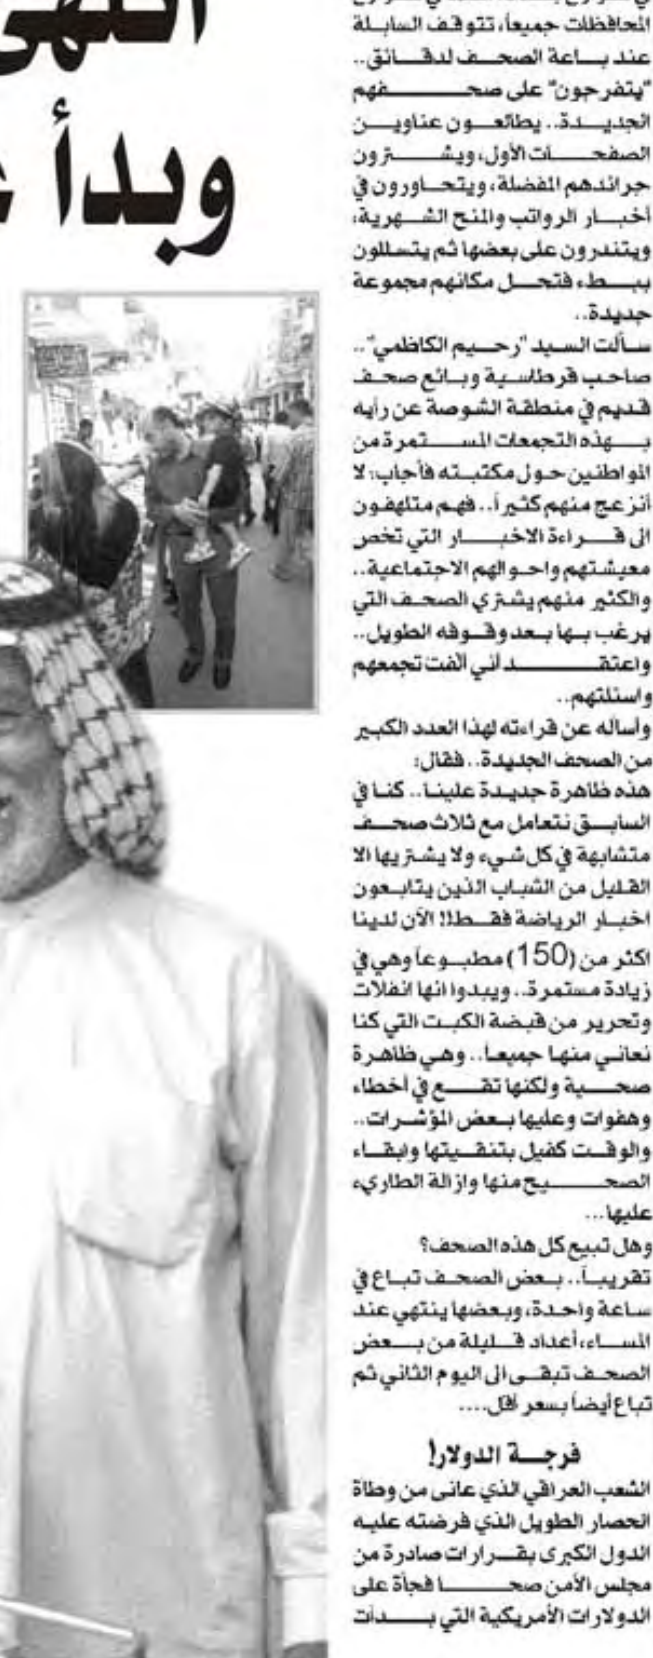 وبدأ
المحافظات جميعاً، تتوقف السابلة
عند باعة الصحف لدقائق..
"يتفرجون" على صحفهم
الجديدة.. يطالعون عناوين
الصفحات الأول، ويشترون
جرائدهم المفضلة، ويتحاورون في
أخبار الرواتب والمنح الشهرية،
ويتندرون على بعضها ثم يتسللون
ببطء فتحل مكانهم مجموعة
جديدة..
سألت السيد "رحيم الكاظمي"..
صاحب قرطاسية وبائع صحف
قديم في منطقة الشوصة عن رأيه
بهذه التجمعات المستمرة من
المواطنين حول مكتبته فأجاب: لا
أنزعج منهم كثيراً.. فهم متلهفون
الى قراءة الاخبار التي تخص
معيشتهم واحوالهم الاجتماعية..
والكثير منهم يشتري الصحف التي
يرغب بها بعد وقوفه الطويل..
واعتقد أني ألفت تجمعهم
واسئلتهم..
وأسأله عن قراءته لهذا العدد الكبير
من الصحف الجديدة.. فقال:
هذه ظاهرة جديدة علينا.. كنا في
السابق نتعامل مع ثلاث صحف
متشابهة في كل شيء ولا يشتريها الا
القليل من الشباب الذين يتابعون
اخبار الرياضة فقط!! الآن لدينا
اكثر من (150) مطبوعاً وهي في
زيادة مستمرة.. ويبدوا انها انفلات
وتحرير من قبضة الكبت التي كنا
نعاني منها جميعاً.. وهي ظاهرة
صحية ولكنها تقع في أخطاء
وهفوات وعليها بعض المؤشرات..
والوقت كفيل بتنقيتها وابقاء
الصحيح منها وازالة الطاريء
عليها...
وهل تبيع كل هذه الصحف؟
تقريباً.. بعض الصحف تباع في
ساعة واحدة، وبعضها ينتهي عند
المساء، أعداد قليلة من بعض
الصحف تبقى الى اليوم الثاني ثم
تباع أيضاً بسعر أقل....
فرجة الدولار!
الشعب العراقي الذي عانى من وطأة
الحصار الطويل الذي فرضته عليه
الدول الكبرى بقرارات صادرة من
مجلس الأمن صحا فجأة على
الدولارات الأمريكية التي بدأت